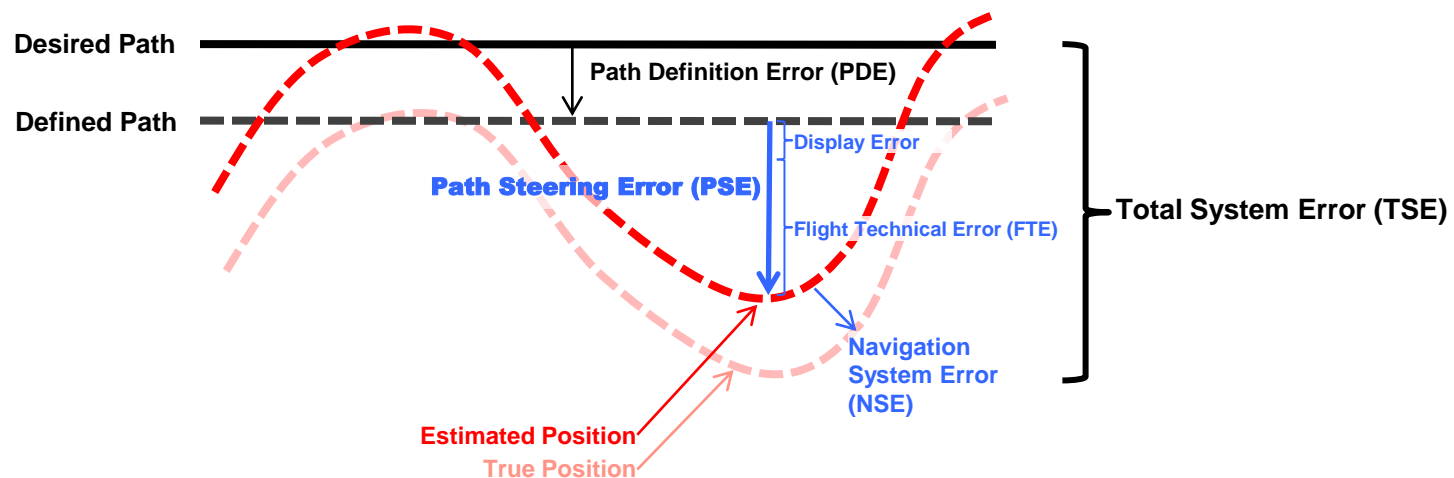 Desired Path
Path Definition Error (PDE)
Defined Path
Display Error
Path Steering Error (PSE)
Total System Error (TSE)
Flight Technical Error (FTE)
Navigation
System Error
(NSE)
Estimated Position
True Position